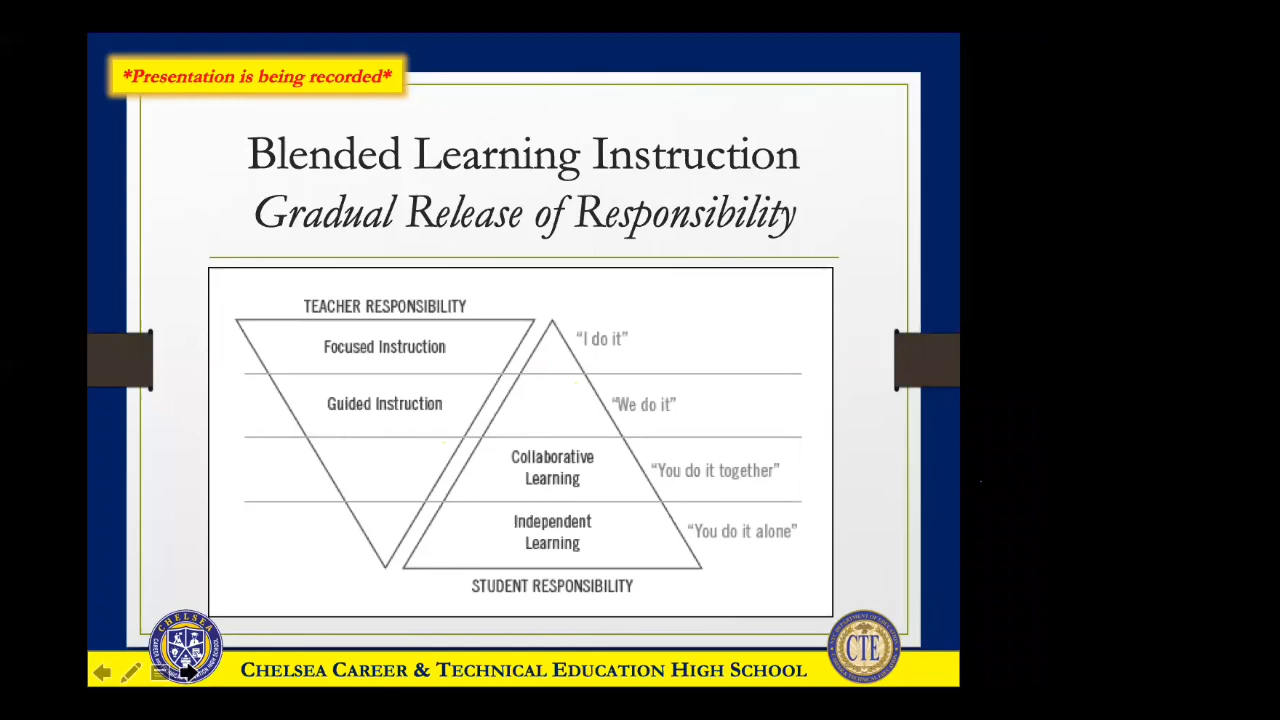 *Presentation is being recorded*
Blended Learning Instruction
Gradual Release of Responsibility
TEACHER RESPONSIBILITY
Focused Instruction
"I do it"
Guided Instruction
"We do it"
Collaborative
Learning
"You do it together"
Independent
Learning
"You do it alone"
STUDENT RESPONSIBILITY
CHELSEA
CTE
CHELSEA CAREER & TECHNICAL EDUCATION HIGH SCHOOL